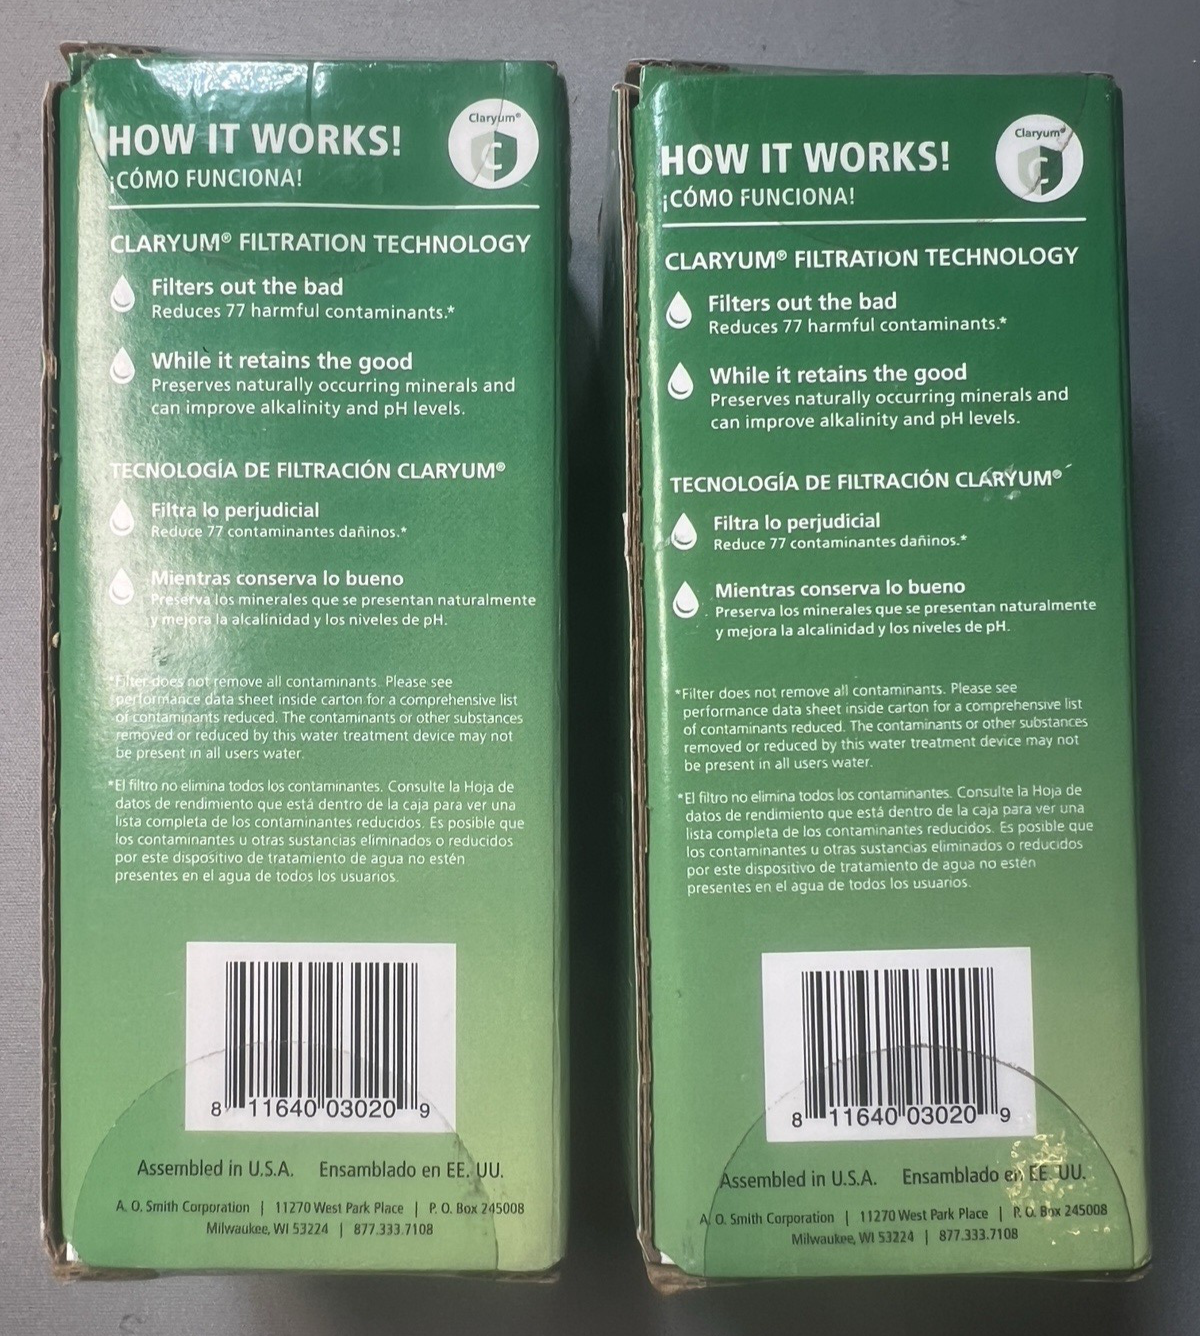 HOW IT WORKS!
¡CÓMO FUNCIONA!
Claryum®
C
CLARYUM® FILTRATION TECHNOLOGY
Filters out the bad
Reduces 77 harmful contaminants.*
While it retains the good
Preserves naturally occurring minerals and
can improve alkalinity and pH levels.
TECNOLOGÍA DE FILTRACIÓN CLARYUM®
Filtra lo perjudicial
Reduce 77 contaminantes dañinos.*
Mientras conserva lo bueno
Preserva los minerales que se presentan naturalmente
y mejora la alcalinidad y los niveles de pH.
*Filter does not remove all contaminants. Please see
performance data sheet inside carton for a comprehensive list
of contaminants reduced. The contaminants or other substances
removed or reduced by this water treatment device may not
be present in all users water.
*El filtro no elimina todos los contaminantes. Consulte la Hoja de
datos de rendimiento que está dentro de la caja para ver una
lista completa de los contaminantes reducidos. Es posible que
los contaminantes u otras sustancias eliminados o reducidos
por este dispositivo de tratamiento de agua no estén
presentes en el agua de todos los usuarios.
8 11640 03020 9
Assembled in U.S.A. Ensamblado en EE. UU.
A. O. Smith Corporation | 11270 West Park Place | P. O. Box 245008
Milwaukee, WI 53224 | 877.333.7108
HOW IT WORKS!
¡CÓMO FUNCIONA!
Claryum®
C
CLARYUM® FILTRATION TECHNOLOGY
Filters out the bad
Reduces 77 harmful contaminants.*
While it retains the good
Preserves naturally occurring minerals and
can improve alkalinity and pH levels.
TECNOLOGÍA DE FILTRACIÓN CLARYUM®
Filtra lo perjudicial
Reduce 77 contaminantes dañinos.*
Mientras conserva lo bueno
Preserva los minerales que se presentan naturalmente
y mejora la alcalinidad y los niveles de pH.
*Filter does not remove all contaminants. Please see
performance data sheet inside carton for a comprehensive list
of contaminants reduced. The contaminants or other substances
removed or reduced by this water treatment device may not
be present in all users water.
*El filtro no elimina todos los contaminantes. Consulte la Hoja de
datos de rendimiento que está dentro de la caja para ver una
lista completa de los contaminantes reducidos. Es posible que
los contaminantes u otras sustancias eliminados o reducidos
por este dispositivo de tratamiento de agua no estén
presentes en el agua de todos los usuarios.
8 11640 03020 9
Assembled in U.S.A. Ensamblado en EE. UU.
A. O. Smith Corporation | 11270 West Park Place | P. O. Box 245008
Milwaukee, WI 53224 | 877.333.7108